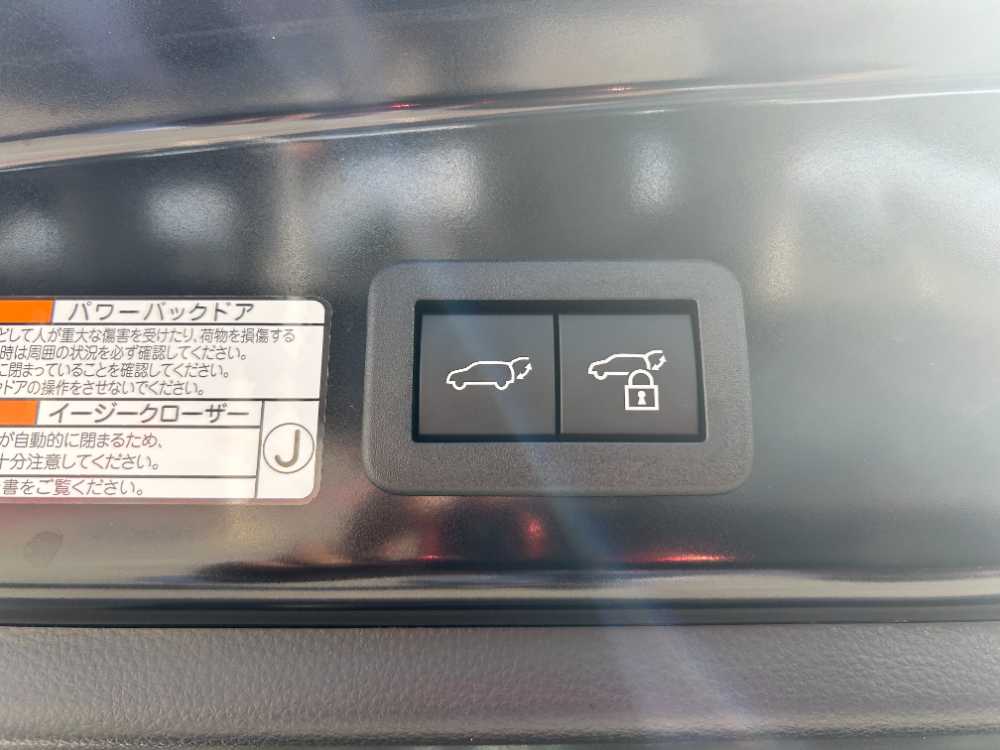 パワーバックドア
どして人が重大な傷害を受けたり、荷物を損傷する
時は周囲の状況を必ず確認してください。
に閉まっていることを確認してください。
ドアの操作をさせないでください。
イージークローザー
が自動的に閉まるため、
十分注意してください。
書をご覧ください。
J